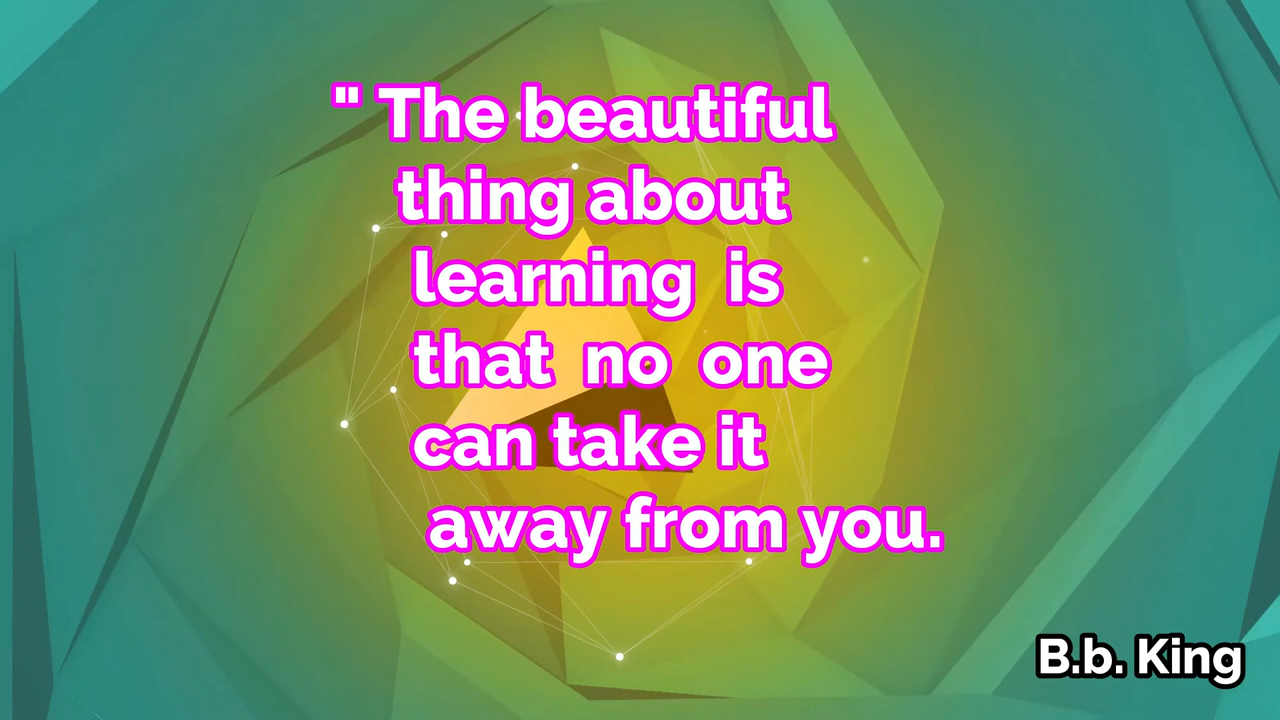 " The beautiful
thing about
learning is
that no one
can take it
away from you.
B.b. King